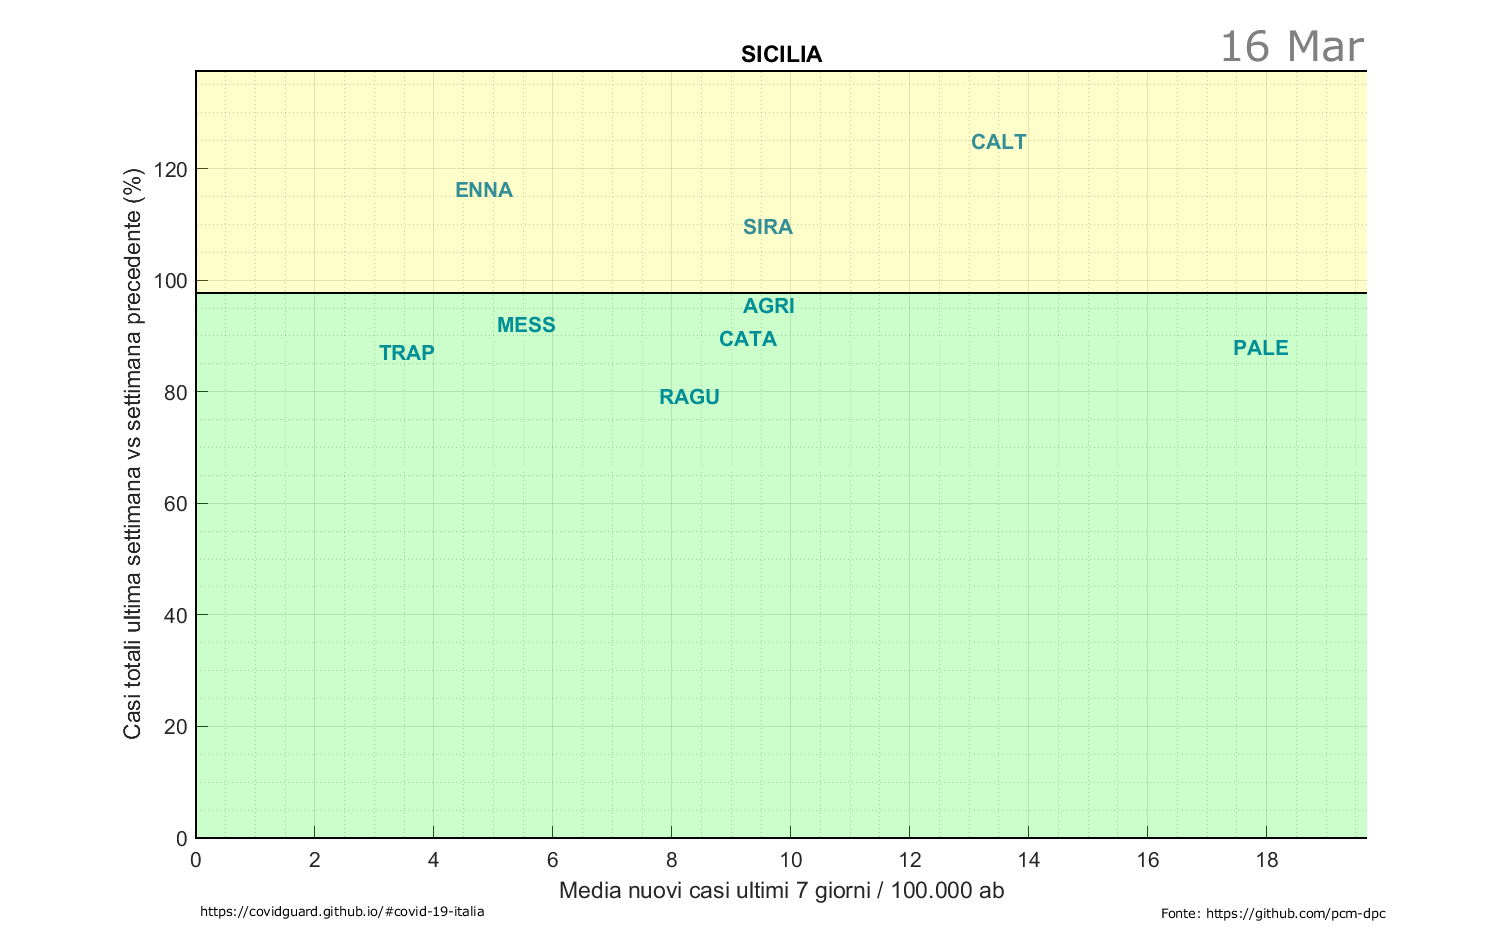 SICILIA
16 Mar
Casi totali ultima settimana vs settimana precedente (%)
120
100
80
60
40
20
0
CALT
ENNA
SIRA
AGRI
MESS
CATA
PALE
TRAP
RAGU
0 2 4 6 8 10 12 14 16 18
Media nuovi casi ultimi 7 giorni / 100.000 ab
https://covidguard.github.io/#covid-19-italia
Fonte: https://github.com/pcm-dpc